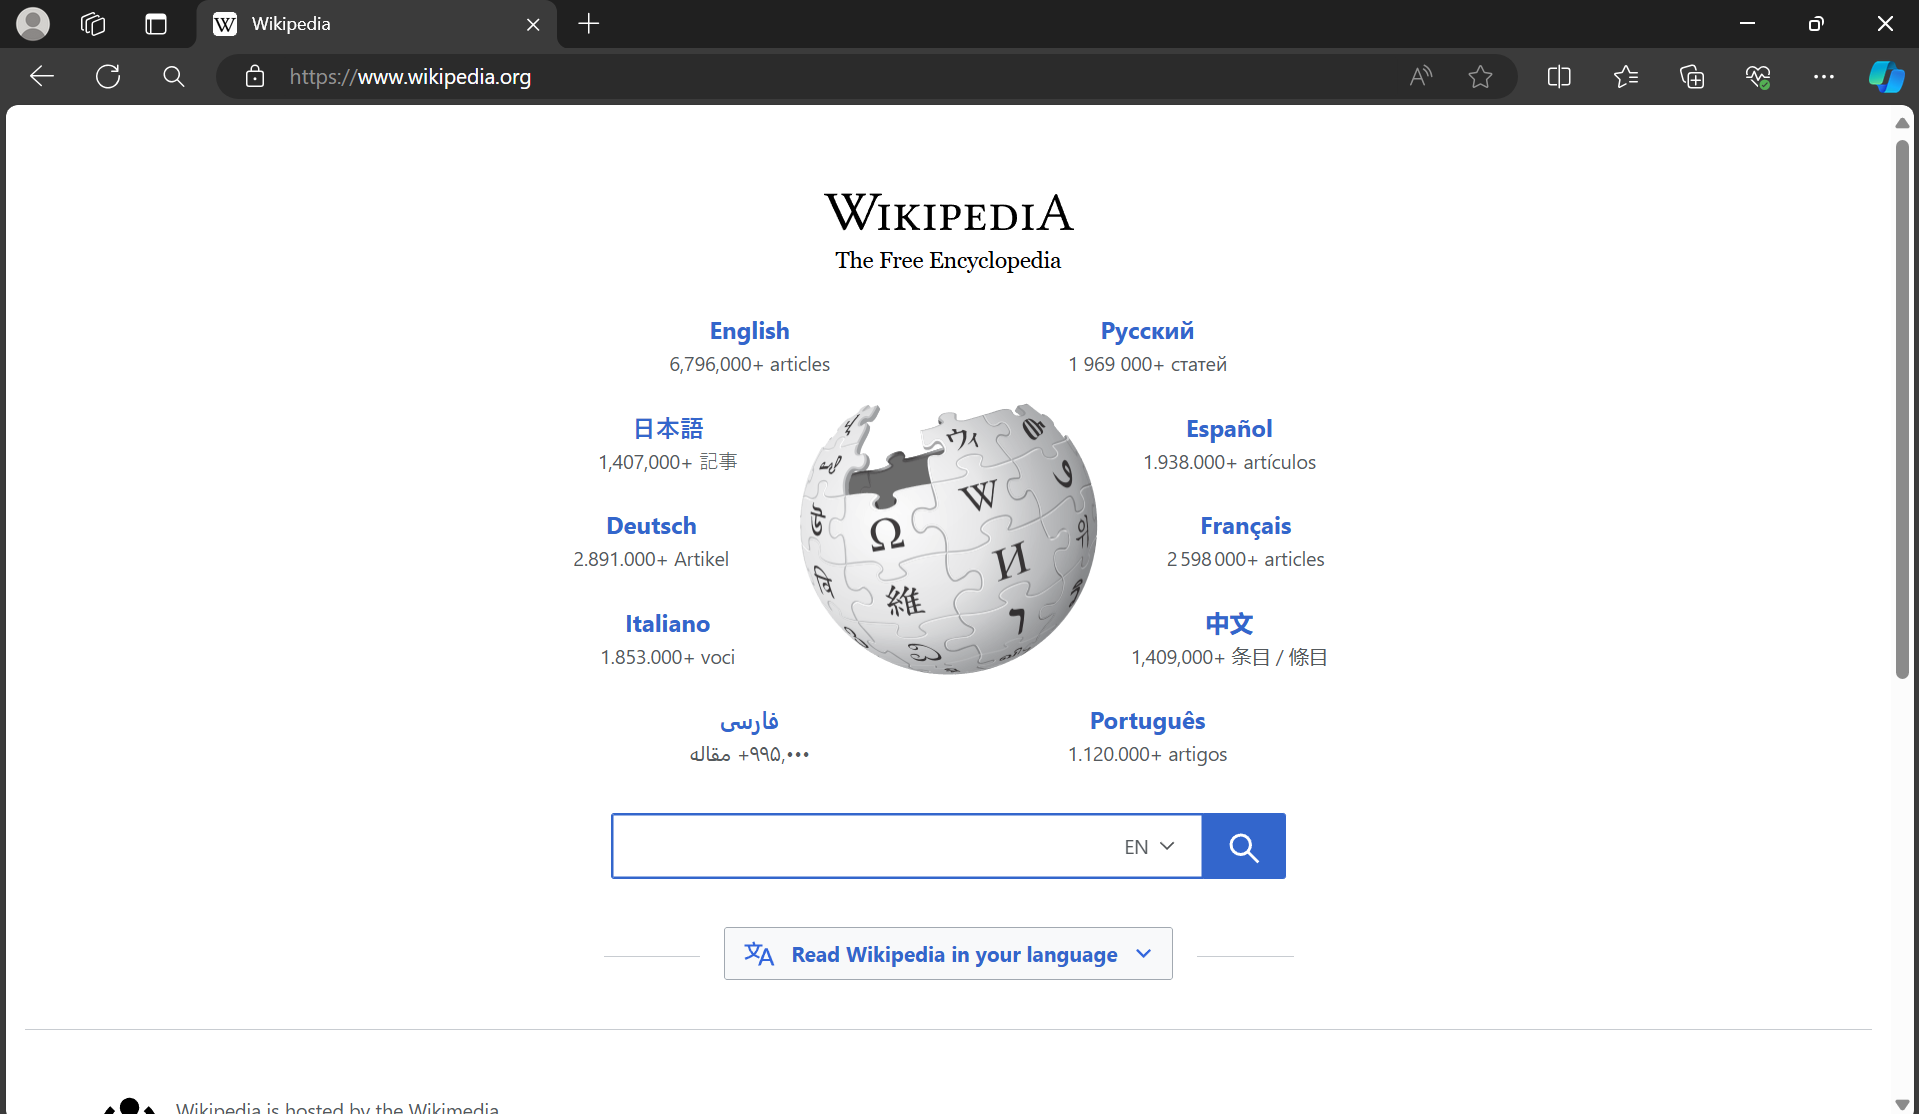 Wikipedia
https://www.wikipedia.org
WIKIPEDIA
The Free Encyclopedia
English
6,796,000+ articles
Русский
1 969 000+ статей
日本語
1,407,000+ 記事
Español
1.938.000+ artículos
Deutsch
2.891.000+ Artikel
Français
2 598 000+ articles
Italiano
1.853.000+ voci
中文
1,409,000+ 条目 / 條目
فارسی
۹۹۵٬۰۰۰+ مقاله
Português
1.120.000+ artigos
Ω
W
И
維
ウィ
EN
Read Wikipedia in your language
Wikipedia is hosted by the Wikimedia